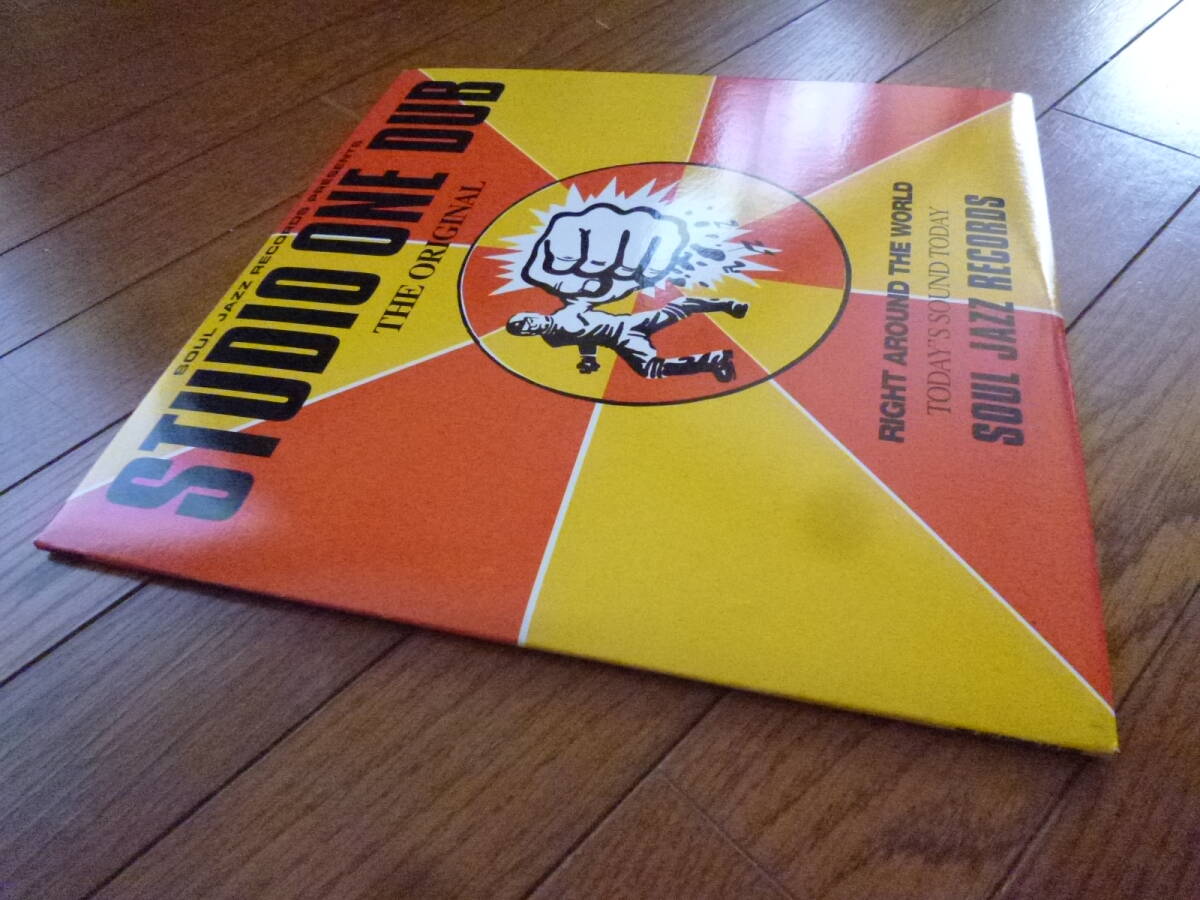 SOUL JAZZ RECORDS PRESENTS
STUDIO ONE DUB
THE ORIGINAL
RIGHT AROUND THE WORLD
TODAY'S SOUND TODAY
SOUL JAZZ RECORDS